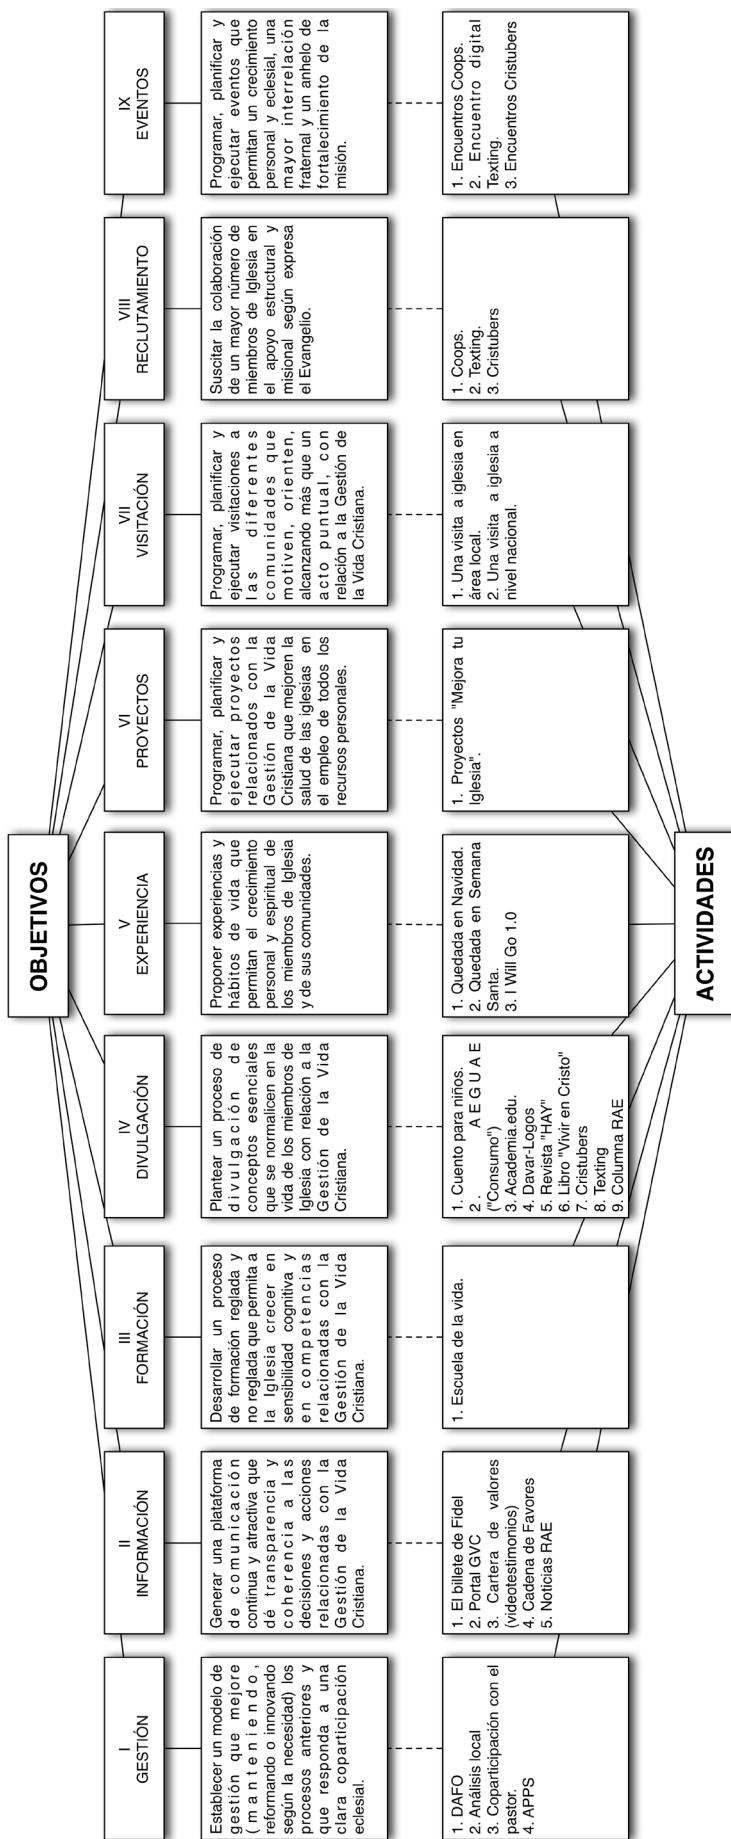 OBJETIVOS
I
GESTIÓN
Establecer un modelo de
gestión que mejore
(manteniendo,
reformando o innovando
según la necesidad) los
procesos anteriores y
que responda a una
clara coparticipación
eclesial.
1. DAFO
2. Análisis local
3. Coparticipación con el
pastor.
4. APPS
II
INFORMACIÓN
Generar una plataforma
de comunicación
continua y atractiva que
dé transparencia y
coherencia a las
decisiones y acciones
relacionadas con la
Gestión de la Vida
Cristiana.
1. El billete de Fidel
2. Portal GVC
3. Cartera de valores
(videotestimonios)
4. Cadena de Favores
5. Noticias RAE
III
FORMACIÓN
Desarrollar un proceso
de formación reglada y
no reglada que permita a
la Iglesia crecer en
sensibilidad cognitiva y
en competencias
relacionadas con la
Gestión de la Vida
Cristiana.
1. Escuela de la vida.
IV
DIVULGACIÓN
Plantear un proceso de
divulgación de
conceptos esenciales
que se normalicen en la
vida de los miembros de
Iglesia con relación a la
Gestión de la Vida
Cristiana.
1. Cuento para niños.
2. AEGUAE
("Consumo")
3. Academia.edu.
4. Davar-Logos
5. Revista "HAY"
6. Libro "Vivir en Cristo"
7. Cristubers
8. Texting
9. Columna RAE
V
EXPERIENCIA
Proponer experiencias y
hábitos de vida que
permitan el crecimiento
personal y espiritual de
los miembros de Iglesia
y de sus comunidades.
1. Quedada en Navidad.
2. Quedada en Semana
Santa.
3. I Will Go 1.0
VI
PROYECTOS
Programar, planificar y
ejecutar proyectos
relacionados con la
Gestión de la Vida
Cristiana que mejoren la
salud de las iglesias en
el empleo de todos los
recursos personales.
1. Proyectos "Mejora tu
Iglesia".
VII
VISITACIÓN
Programar, planificar y
ejecutar visitaciones a
las diferentes
comunidades que
motiven, orienten,
alcanzando más que un
acto puntual, con
relación a la Gestión de
la Vida Cristiana.
1. Una visita a iglesia en
área local.
2. Una visita a iglesia a
nivel nacional.
VIII
RECLUTAMIENTO
Suscitar la colaboración
de un mayor número de
miembros de Iglesia en
el apoyo estructural y
misional según expresa
el Evangelio.
1. Coops.
2. Texting.
3. Cristubers
IX
EVENTOS
Programar, planificar y
ejecutar eventos que
permitan un crecimiento
personal y eclesial, una
mayor interrelación
fraternal y un anhelo de
fortalecimiento de la
misión.
1. Encuentros Coops.
2. Encuentro digital
Texting.
3. Encuentros Cristubers
ACTIVIDADES